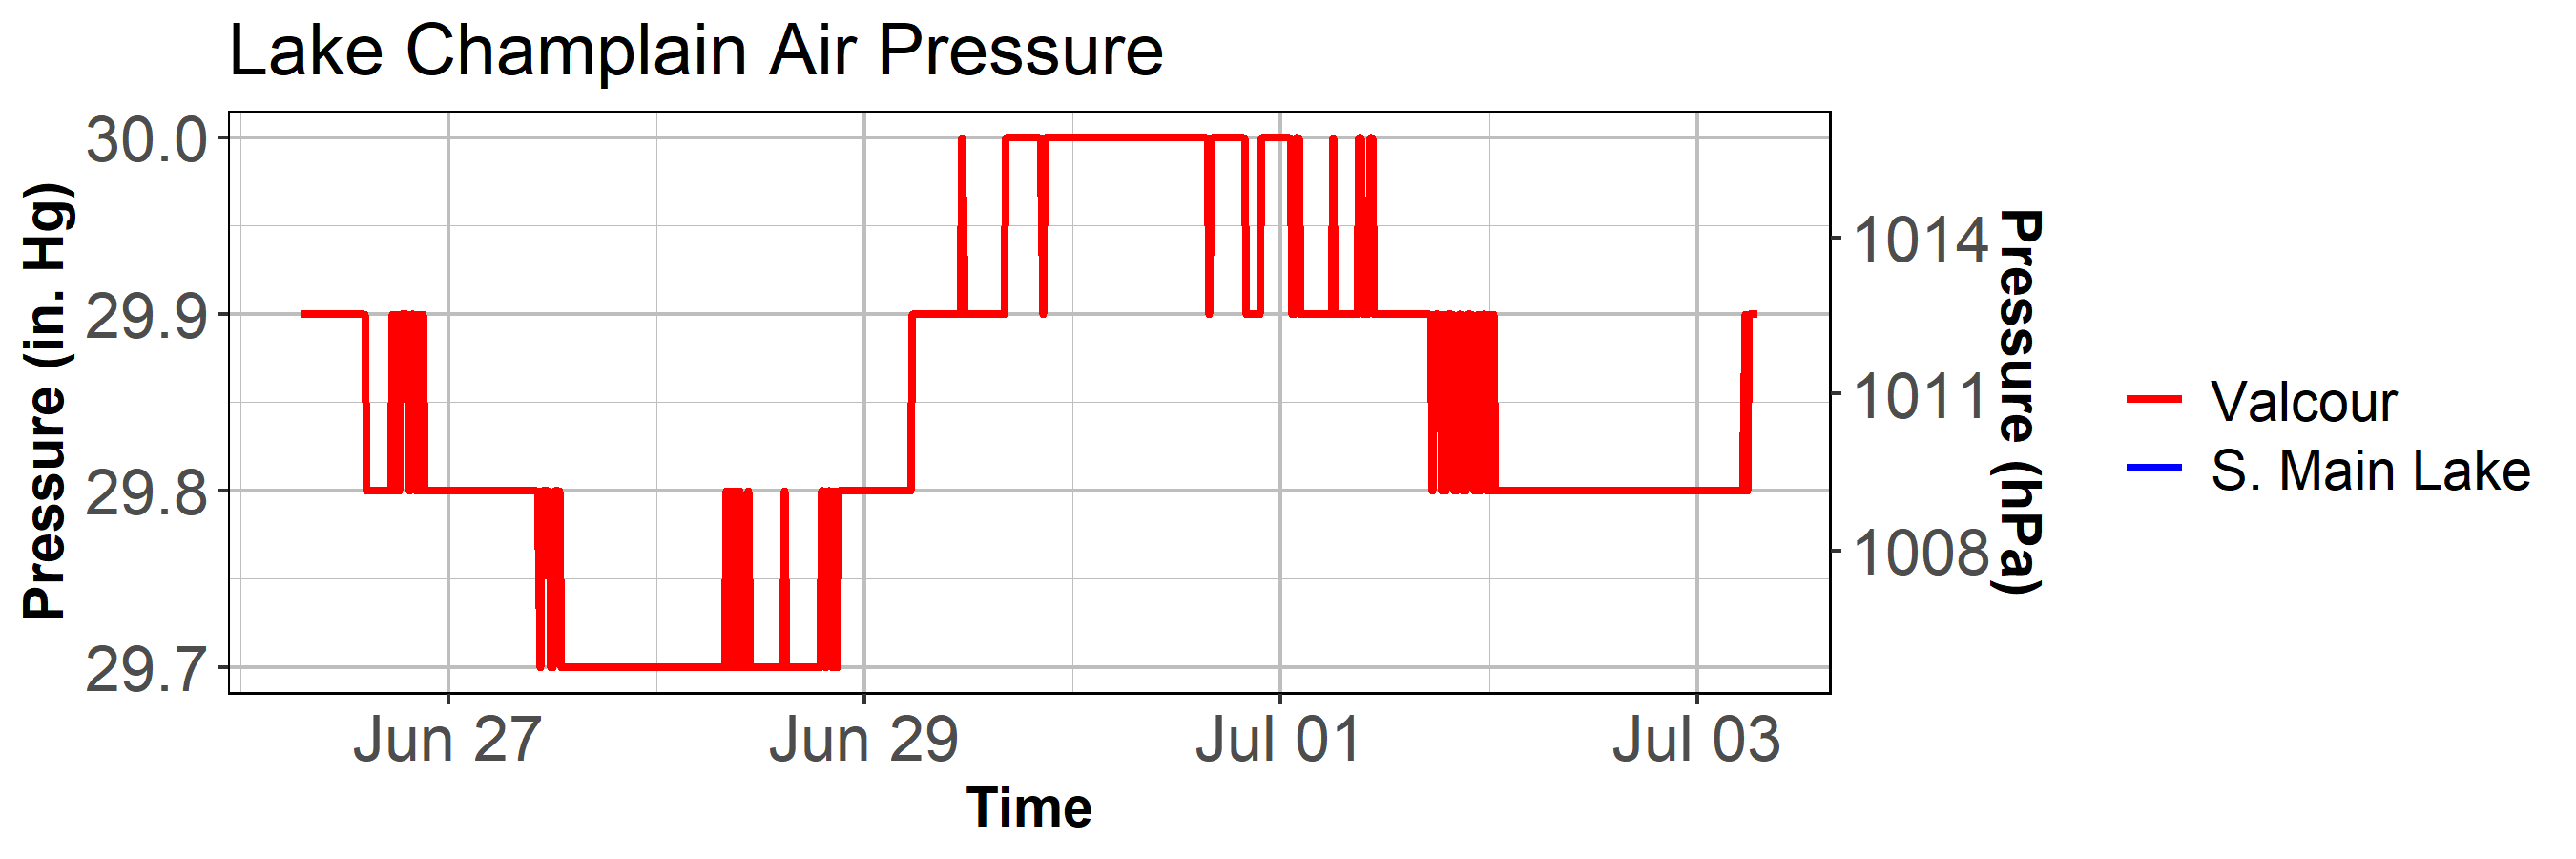 Lake Champlain Air Pressure
Pressure (in. Hg)
30.0
29.9
29.8
29.7
1014
1011
1008
Pressure (hPa)
Jun 27
Jun 29
Jul 01
Jul 03
Time
Valcour
S. Main Lake